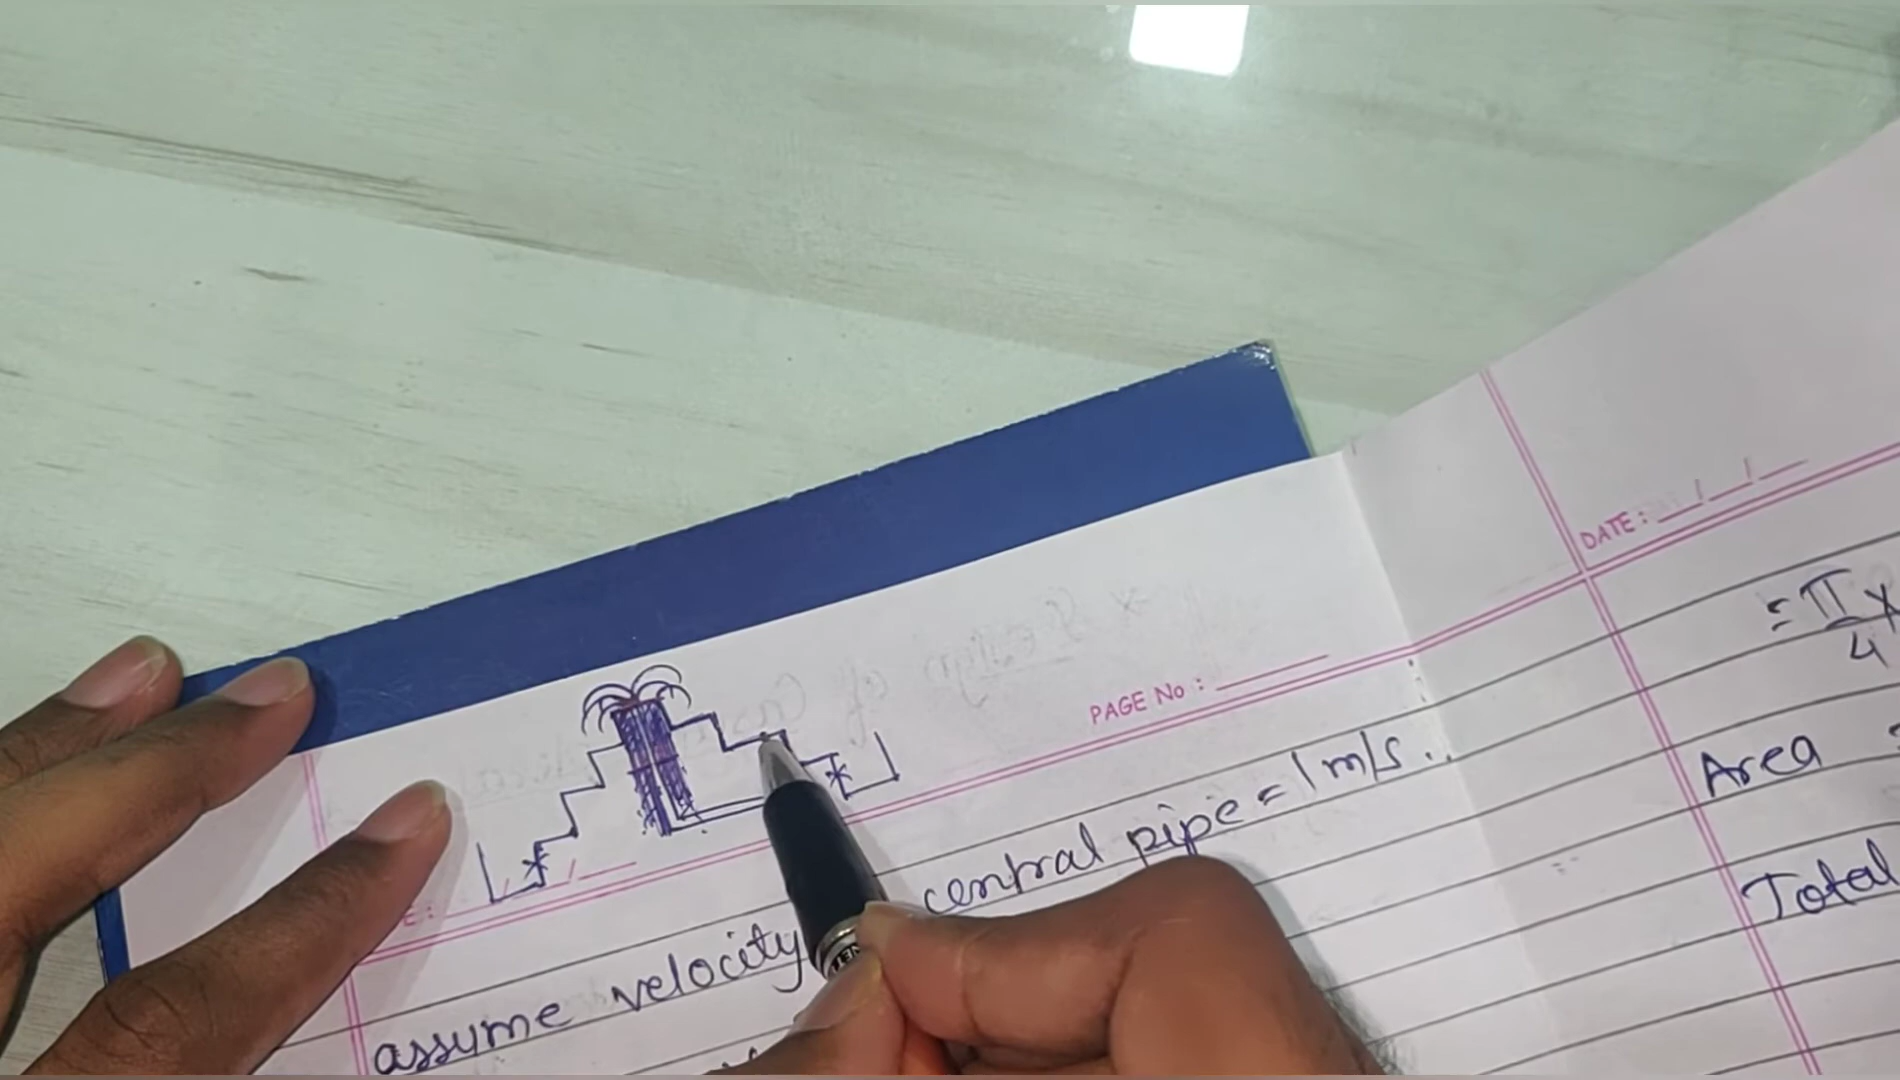 PAGE No :
DATE :
assume velocity central pipe = 1 m/s.
= π/4 x
Area
Total